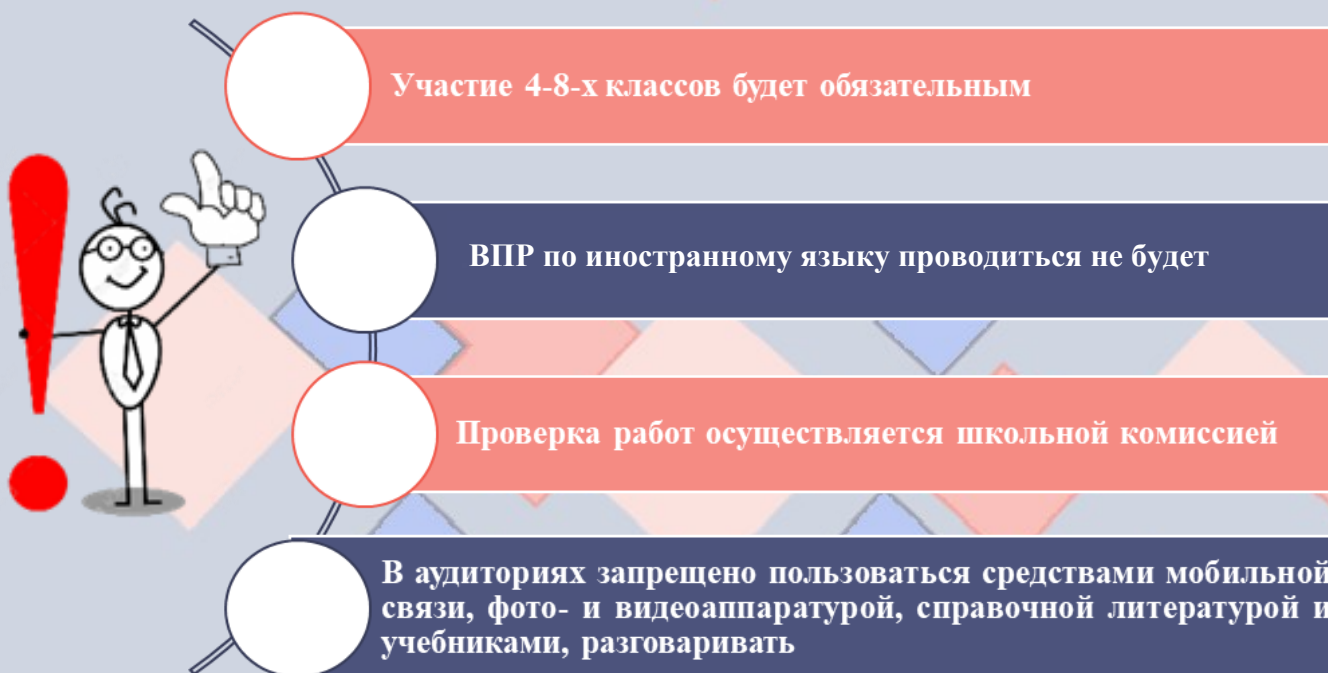 Участие 4-8-х классов будет обязательным
ВПР по иностранному языку проводиться не будет
Проверка работ осуществляется школьной комиссией
В аудиториях запрещено пользоваться средствами мобильной
связи, фото- и видеоаппаратурой, справочной литературой и
учебниками, разговаривать